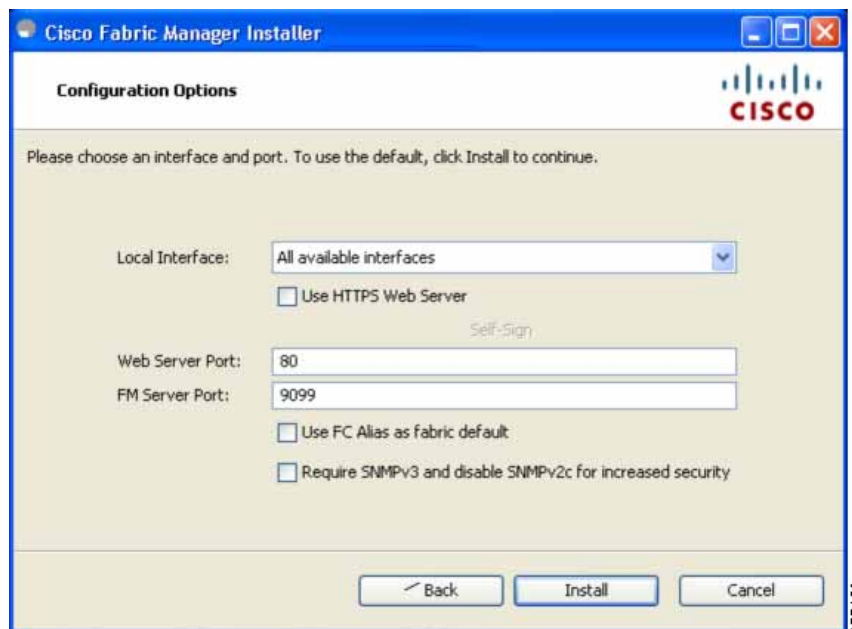 Cisco Fabric Manager Installer
Configuration Options
CISCO
Please choose an interface and port. To use the default, click Install to continue.
Local Interface: All available interfaces
Use HTTPS Web Server
Self-Sign
Web Server Port: 80
FM Server Port: 9099
Use FC Alias as fabric default
Require SNMPv3 and disable SNMPv2c for increased security
Back Install Cancel